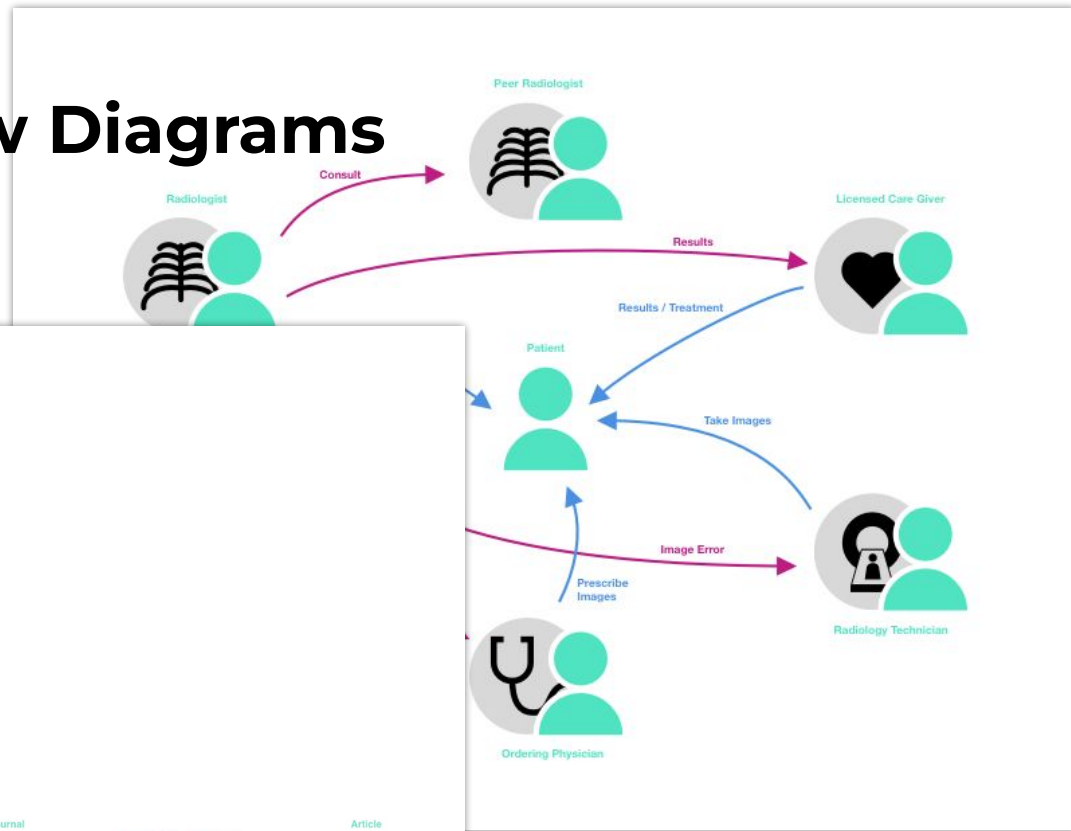 w Diagrams
Peer Radiologist
Consult
Radiologist
Licensed Care Giver
Results
Results / Treatment
Patient
Take Images
Image Error
Prescribe
Images
Radiology Technician
Ordering Physician
urnal
Article